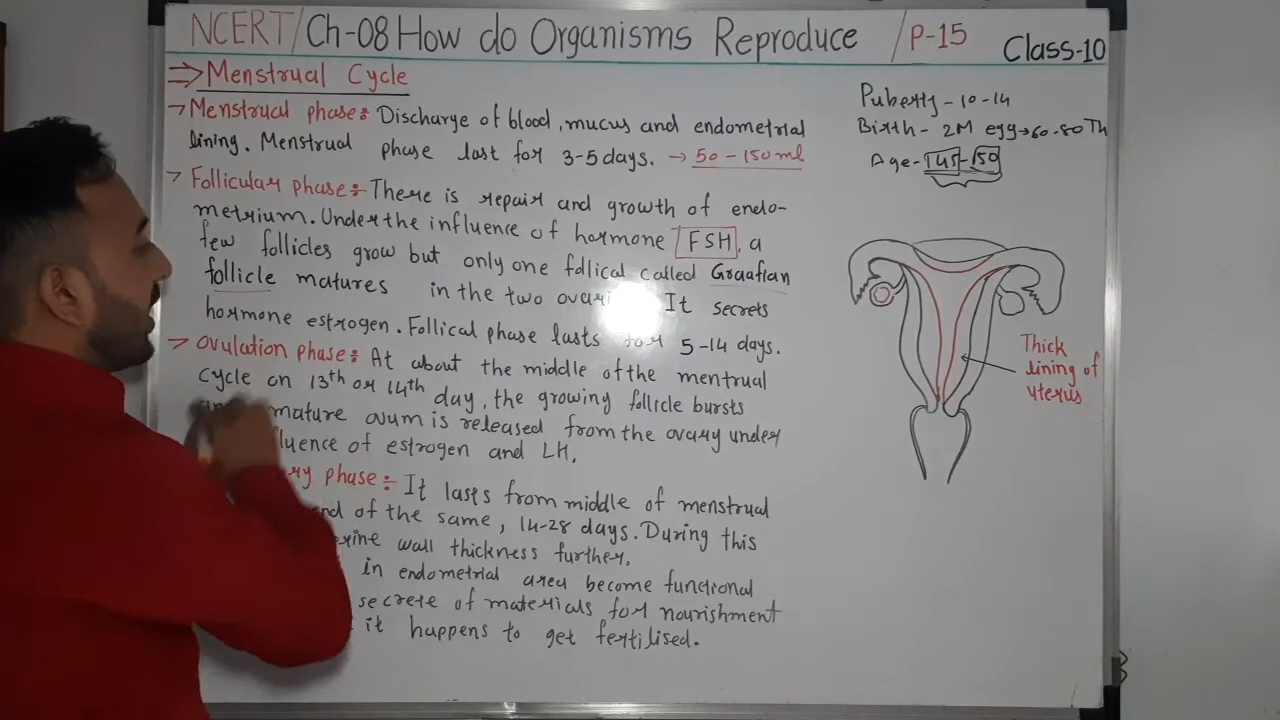 NCERT/Ch-08 How do Organisms Reproduce /P-15 Class-10
⇒ Menstrual Cycle
→ Menstrual phase:- Discharge of blood, mucus and endometrial
lining. Menstrual phase last for 3-5 days. → 50-150 ml
→ Follicular phase:- There is repair and growth of endo-
metrium. Under the influence of hormone FSH, a
few follicles grow but only one follical called Graafian
follicle matures in the two It secrets
hormone estrogen. Follical phase lasts for 5-14 days.
→ Ovulation phase:- At about the middle of the mentrual
cycle on 13th or 14th day, the growing follicle bursts
mature ovum is released from the ovary under
fluence of estrogen and LH.
phase:- It lasts from middle of menstrual
end of the same, 14-28 days. During this
wall thickness further.
in endometrial area become functional
secrete of materials for nourishment
it happens to get fertilised.
Puberty - 10-14
Birth - 2M egg → 60-80 Th
Age - 45-50
Thick
lining of
uterus